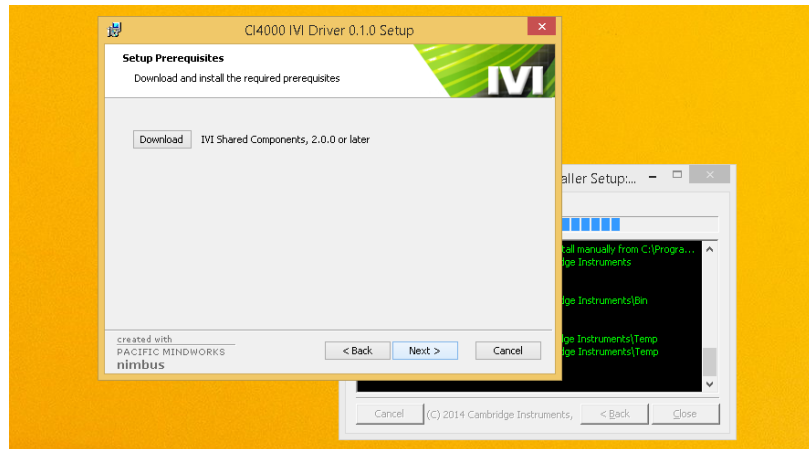 CI4000 IVI Driver 0.1.0 Setup
Setup Prerequisites
Download and install the required prerequisites
IVI
Download IVI Shared Components, 2.0.0 or later
created with
PACIFIC MINDWORKS
nimbus
< Back Next > Cancel
aller Setup:...
tall manually from C:\Progra...
dge Instruments
dge Instruments\Bin
dge Instruments\Temp
dge Instruments\Temp
Cancel (C) 2014 Cambridge Instruments, < Back Close